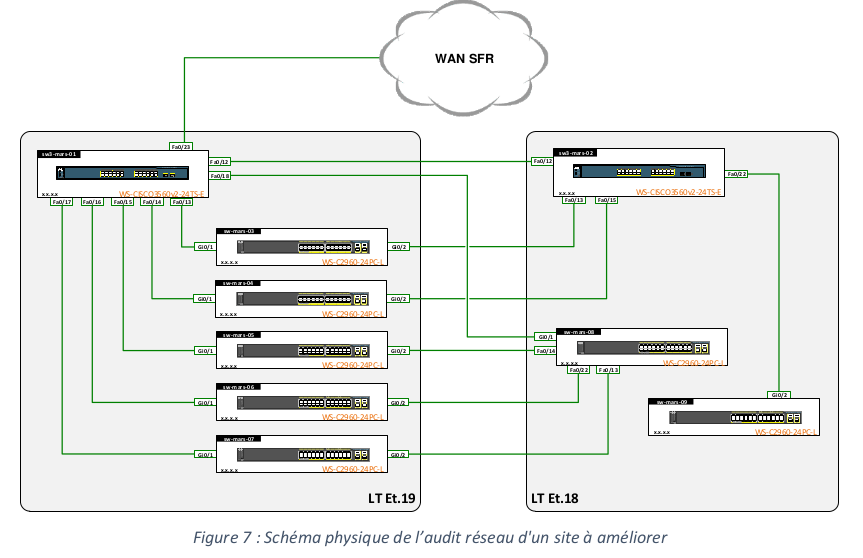 WAN SFR
Fa0/23
sw3-mars-01
x.x.x.x
WS-CISCO3560v2-24TS-E
Fa0/12
Fa0/18
Fa0/17
Fa0/16
Fa0/15
Fa0/14
Fa0/13
sw3-mars-02
Fa0/12
x.x.x.x
WS-CISCO3560v2-24TS-E
Fa0/22
Fa0/13
Fa0/15
sw-mars-03
Gi0/1
Gi0/2
x.x.x.x
WS-C2960-24PC-L
sw-mars-04
Gi0/1
Gi0/2
x.x.x.x
WS-C2960-24PC-L
sw-mars-05
Gi0/1
Gi0/2
x.x.x.x
WS-C2960-24PC-L
sw-mars-06
Gi0/1
Gi0/2
x.x.x.x
WS-C2960-24PC-L
sw-mars-07
Gi0/1
Gi0/2
x.x.x.x
WS-C2960-24PC-L
sw-mars-08
Gi0/1
Fa0/14
x.x.x.x
WS-C2960-24PC-L
Fa0/22
Fa0/13
Gi0/2
sw-mars-09
x.x.x.x
WS-C2960-24PC-L
LT Et.19
LT Et.18
Figure 7 : Schéma physique de l’audit réseau d'un site à améliorer